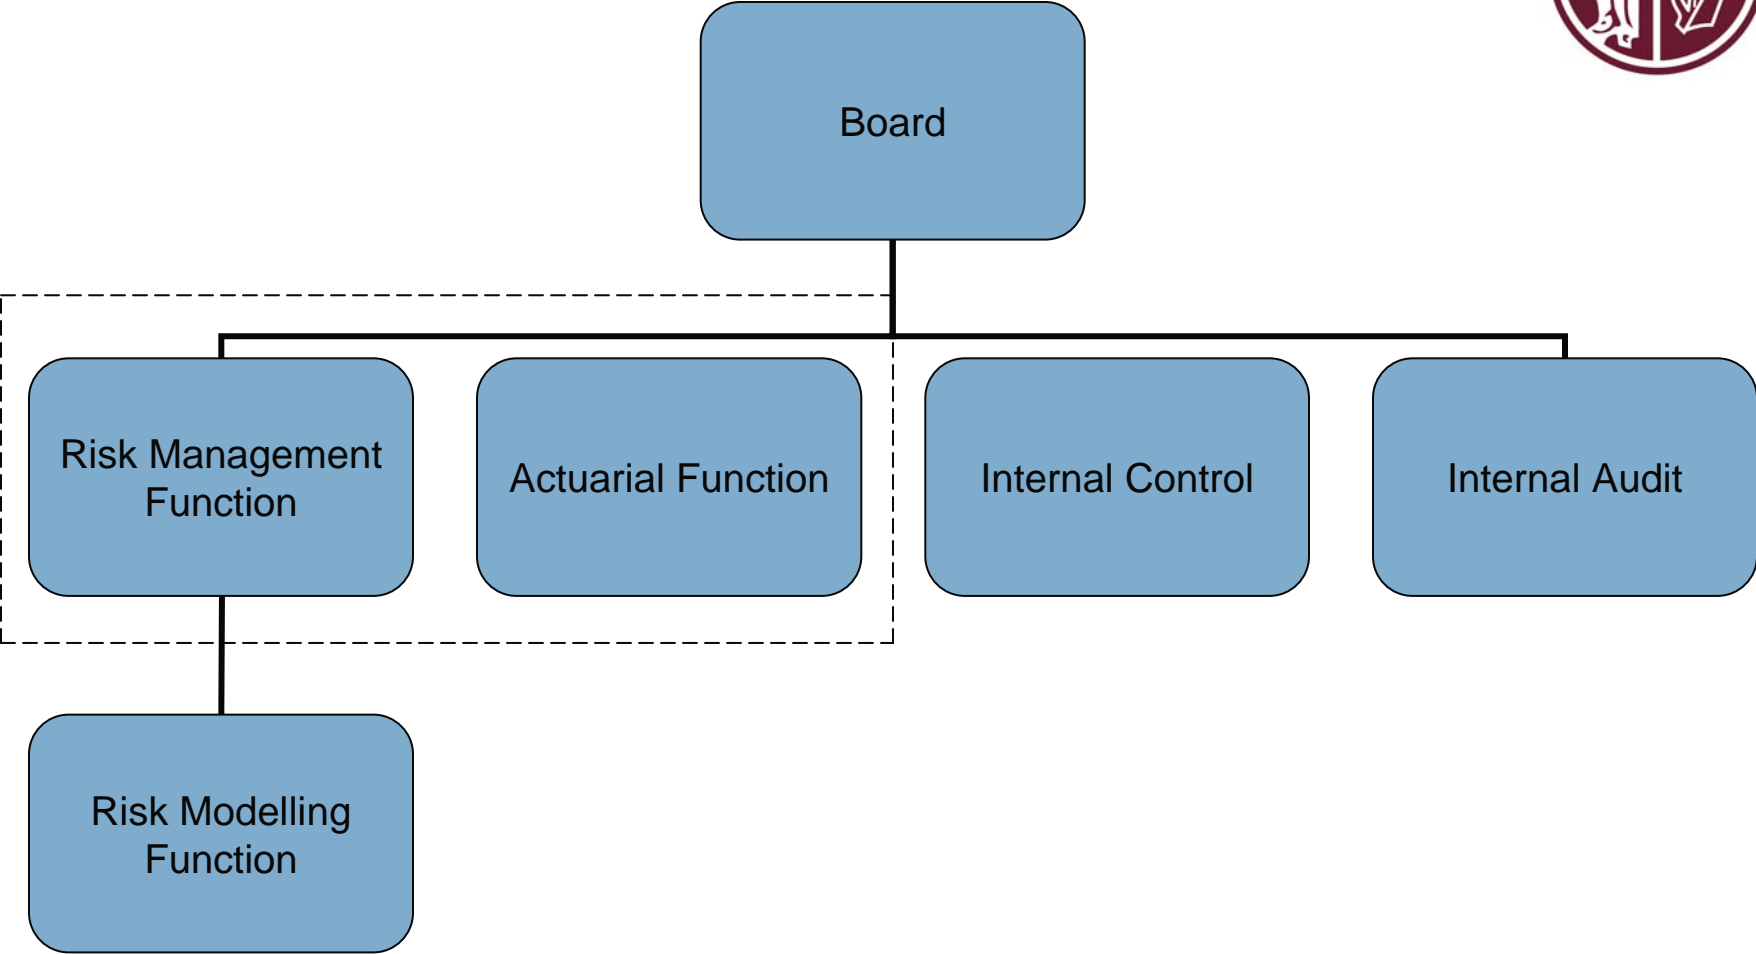 Board
Risk Management
Function
Actuarial Function
Internal Control
Internal Audit
Risk Modelling
Function